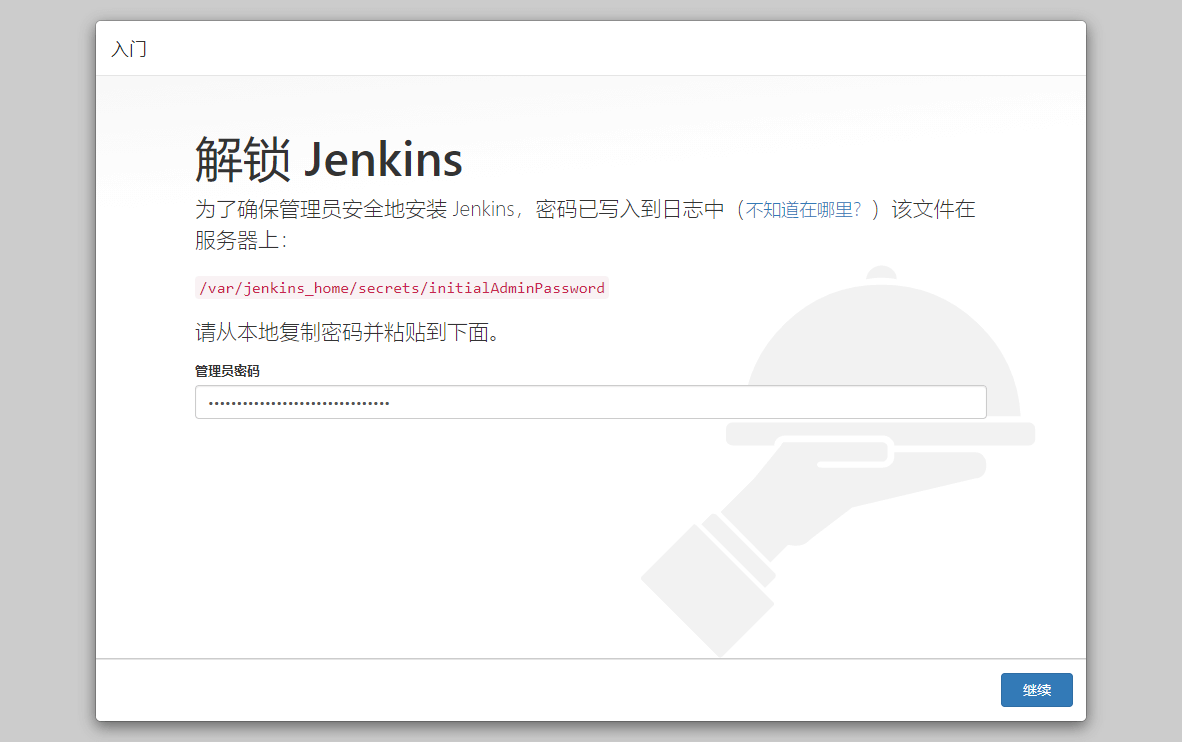 入门
解锁 Jenkins
为了确保管理员安全地安装 Jenkins，密码已写入到日志中（不知道在哪里？）该文件在
服务器上：
/var/jenkins_home/secrets/initialAdminPassword
请从本地复制密码并粘贴到下面。
管理员密码
••••••••••••••••••••••••••••••••
继续